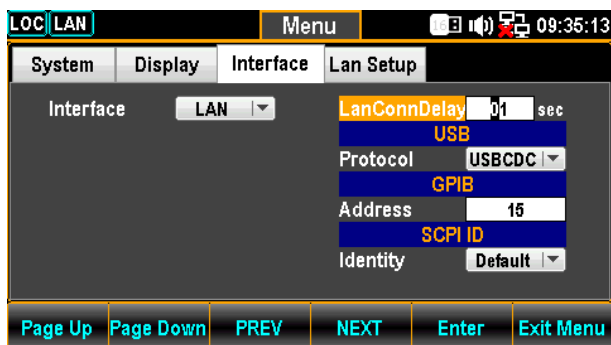 LOC LAN Menu 16 09:35:13
System Display Interface Lan Setup
Interface LAN LanConnDelay 01 sec
USB
Protocol USBCDC
GPIB
Address 15
SCPI ID
Identity Default
Page Up Page Down PREV NEXT Enter Exit Menu